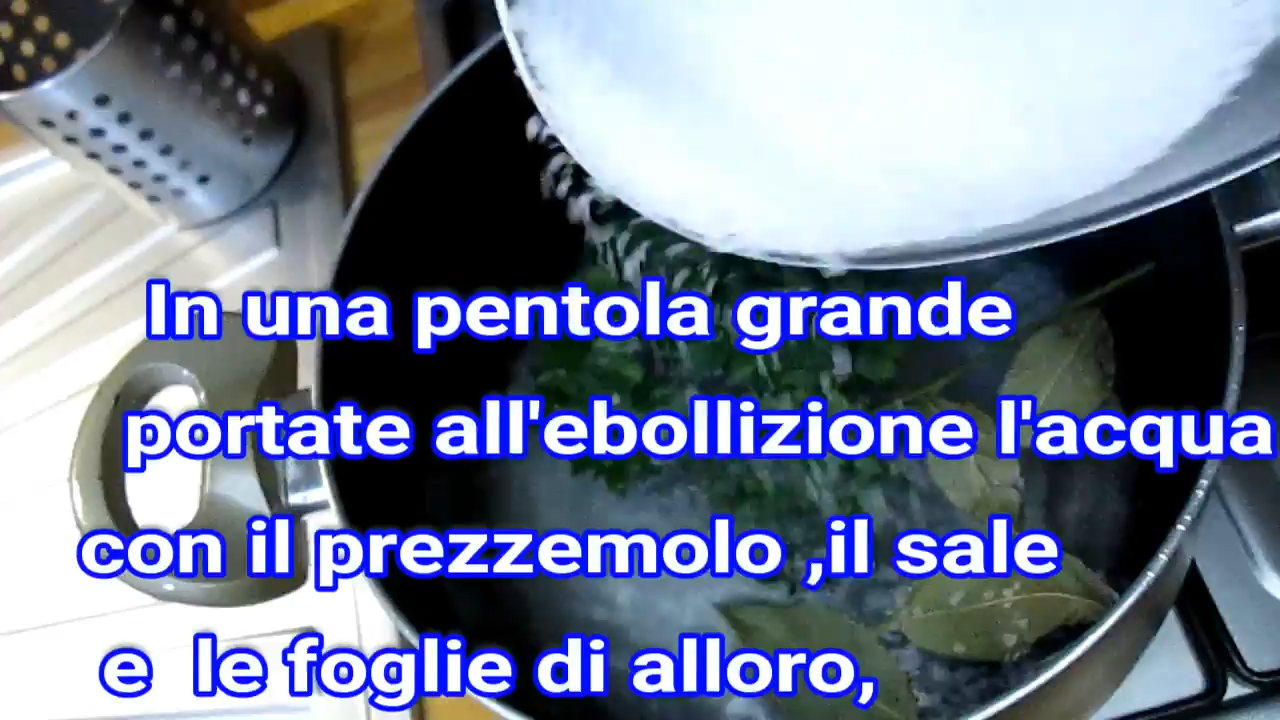 In una pentola grande
portate all'ebollizione l'acqua
con il prezzemolo ,il sale
e le foglie di alloro,